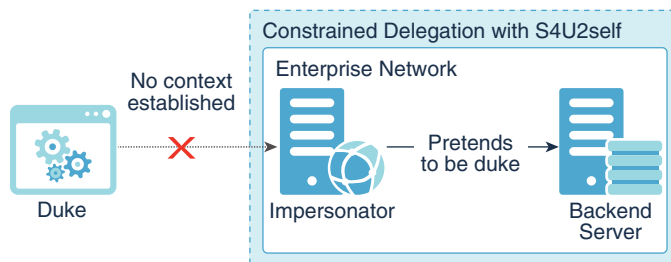 Constrained Delegation with S4U2self
Enterprise Network
No context
established
Pretends
to be duke
Duke
Impersonator
Backend
Server